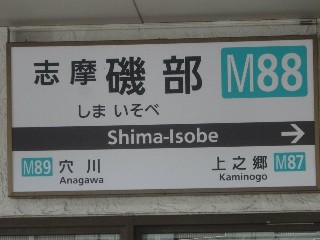 志摩磯部 M88
しまいそべ
Shima-Isobe →
M89 穴川 上之郷 M87
Anagawa Kaminogo